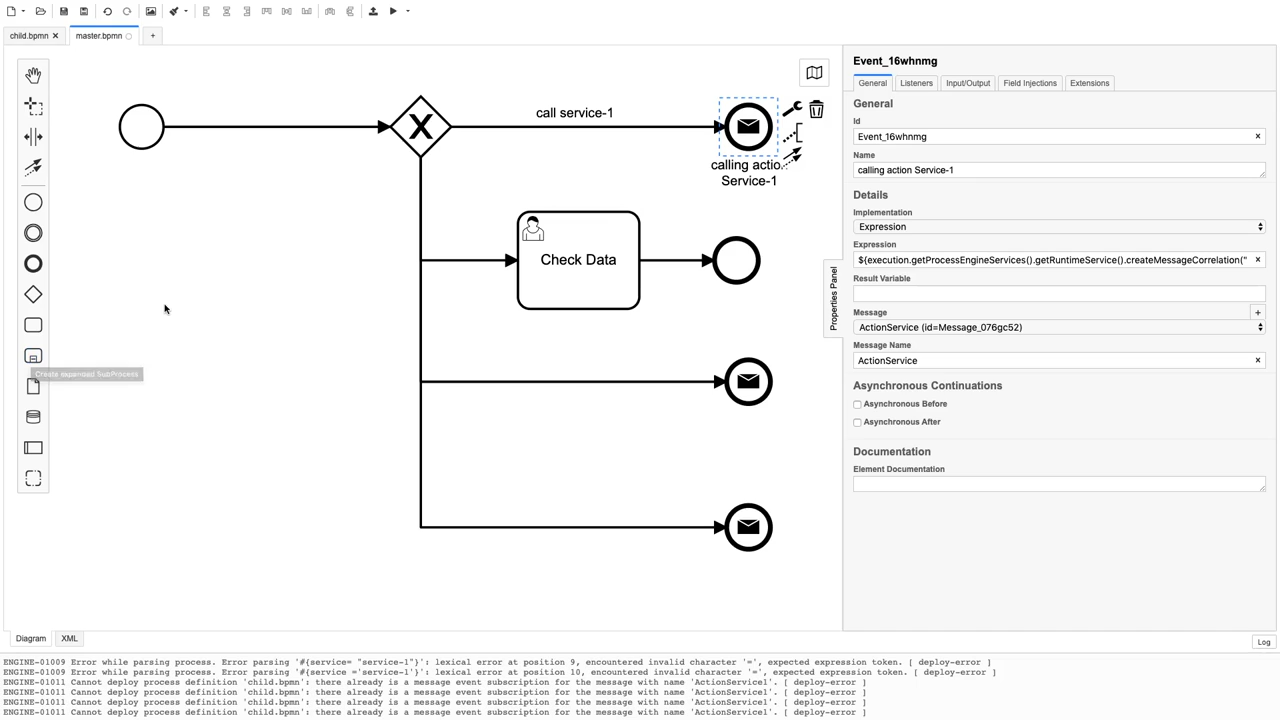 child.bpmn
master.bpmn
+
call service-1
calling actio
Service-1
Check Data
Create expanded SubProcess
Properties Panel
Event_16whnmg
General
Listeners
Input/Output
Field Injections
Extensions
General
Id
Event_16whnmg
Name
calling action Service-1
Details
Implementation
Expression
Expression
${execution.getProcessEngineServices().getRuntimeService().createMessageCorrelation("
Result Variable
Message
+
ActionService (id=Message_076gc52)
Message Name
ActionService
Asynchronous Continuations
Asynchronous Before
Asynchronous After
Documentation
Element Documentation
Diagram
XML
Log
ENGINE-01009 Error while parsing process. Error parsing '#{service= "service-1"}': lexical error at position 9, encountered invalid character '=', expected expression token. [ deploy-error ]
ENGINE-01009 Error while parsing process. Error parsing '#{service ='service-1'}': lexical error at position 10, encountered invalid character '=', expected expression token. [ deploy-error ]
ENGINE-01011 Cannot deploy process definition 'child.bpmn': there already is a message event subscription for the message with name 'ActionService1'. [ deploy-error ]
ENGINE-01011 Cannot deploy process definition 'child.bpmn': there already is a message event subscription for the message with name 'ActionService1'. [ deploy-error ]
ENGINE-01011 Cannot deploy process definition 'child.bpmn': there already is a message event subscription for the message with name 'ActionService1'. [ deploy-error ]
ENGINE-01011 Cannot deploy process definition 'child.bpmn': there already is a message event subscription for the message with name 'ActionService1'. [ deploy-error ]